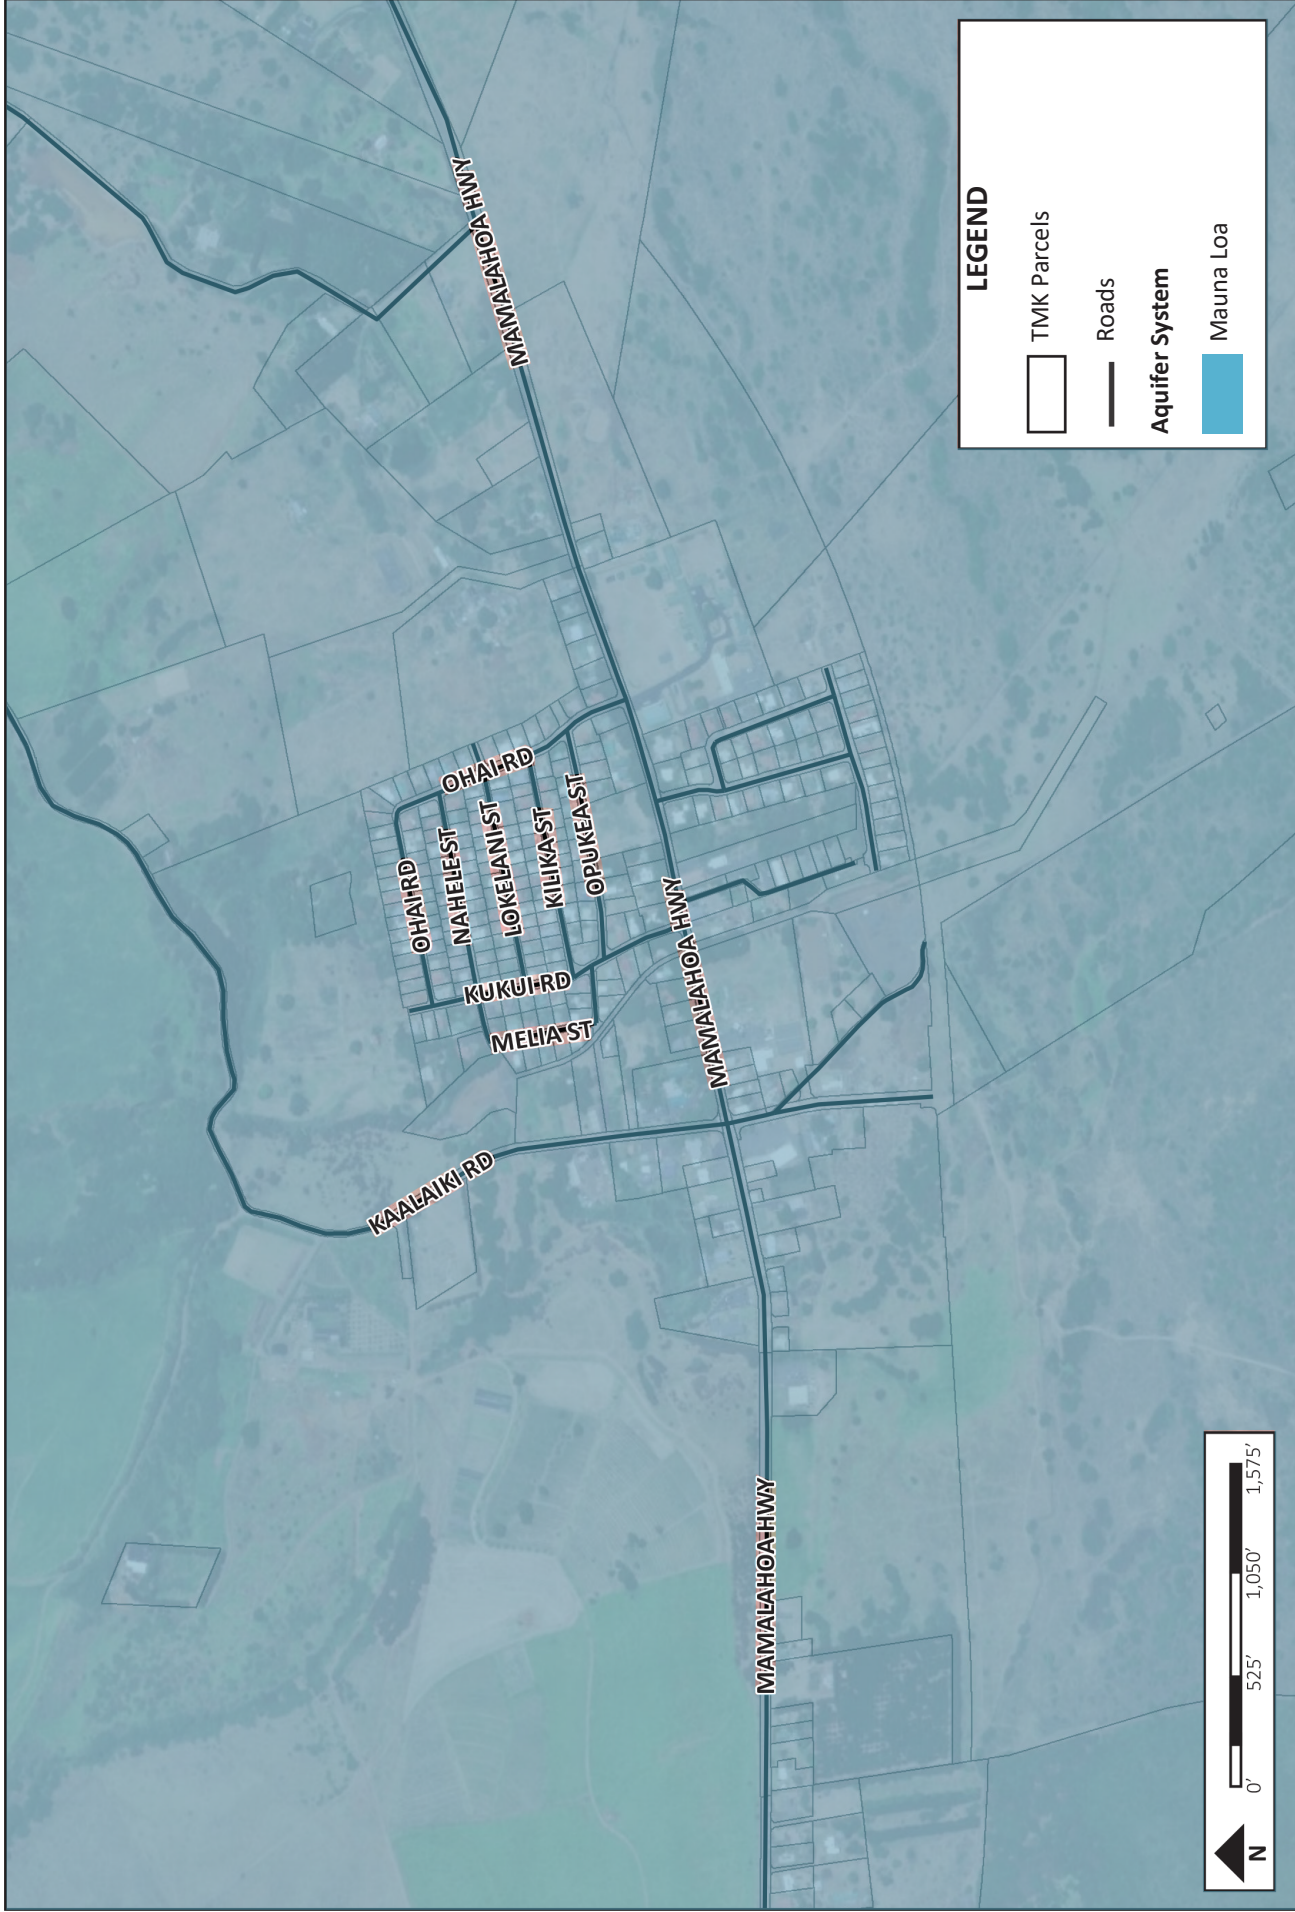 MAMALAHOA HWY
MAMALAHOA HWY
MAMALAHOA HWY
KAALAIKI RD
OHAI RD
OHAI RD
NAHELE ST
LOKELANI ST
KILIKA ST
OPUKEA ST
KUKUI RD
MELIA ST
MAMALAHOA HWY
LEGEND
TMK Parcels
Roads
Aquifer System
Mauna Loa
N
0’ 525’ 1,050’ 1,575’